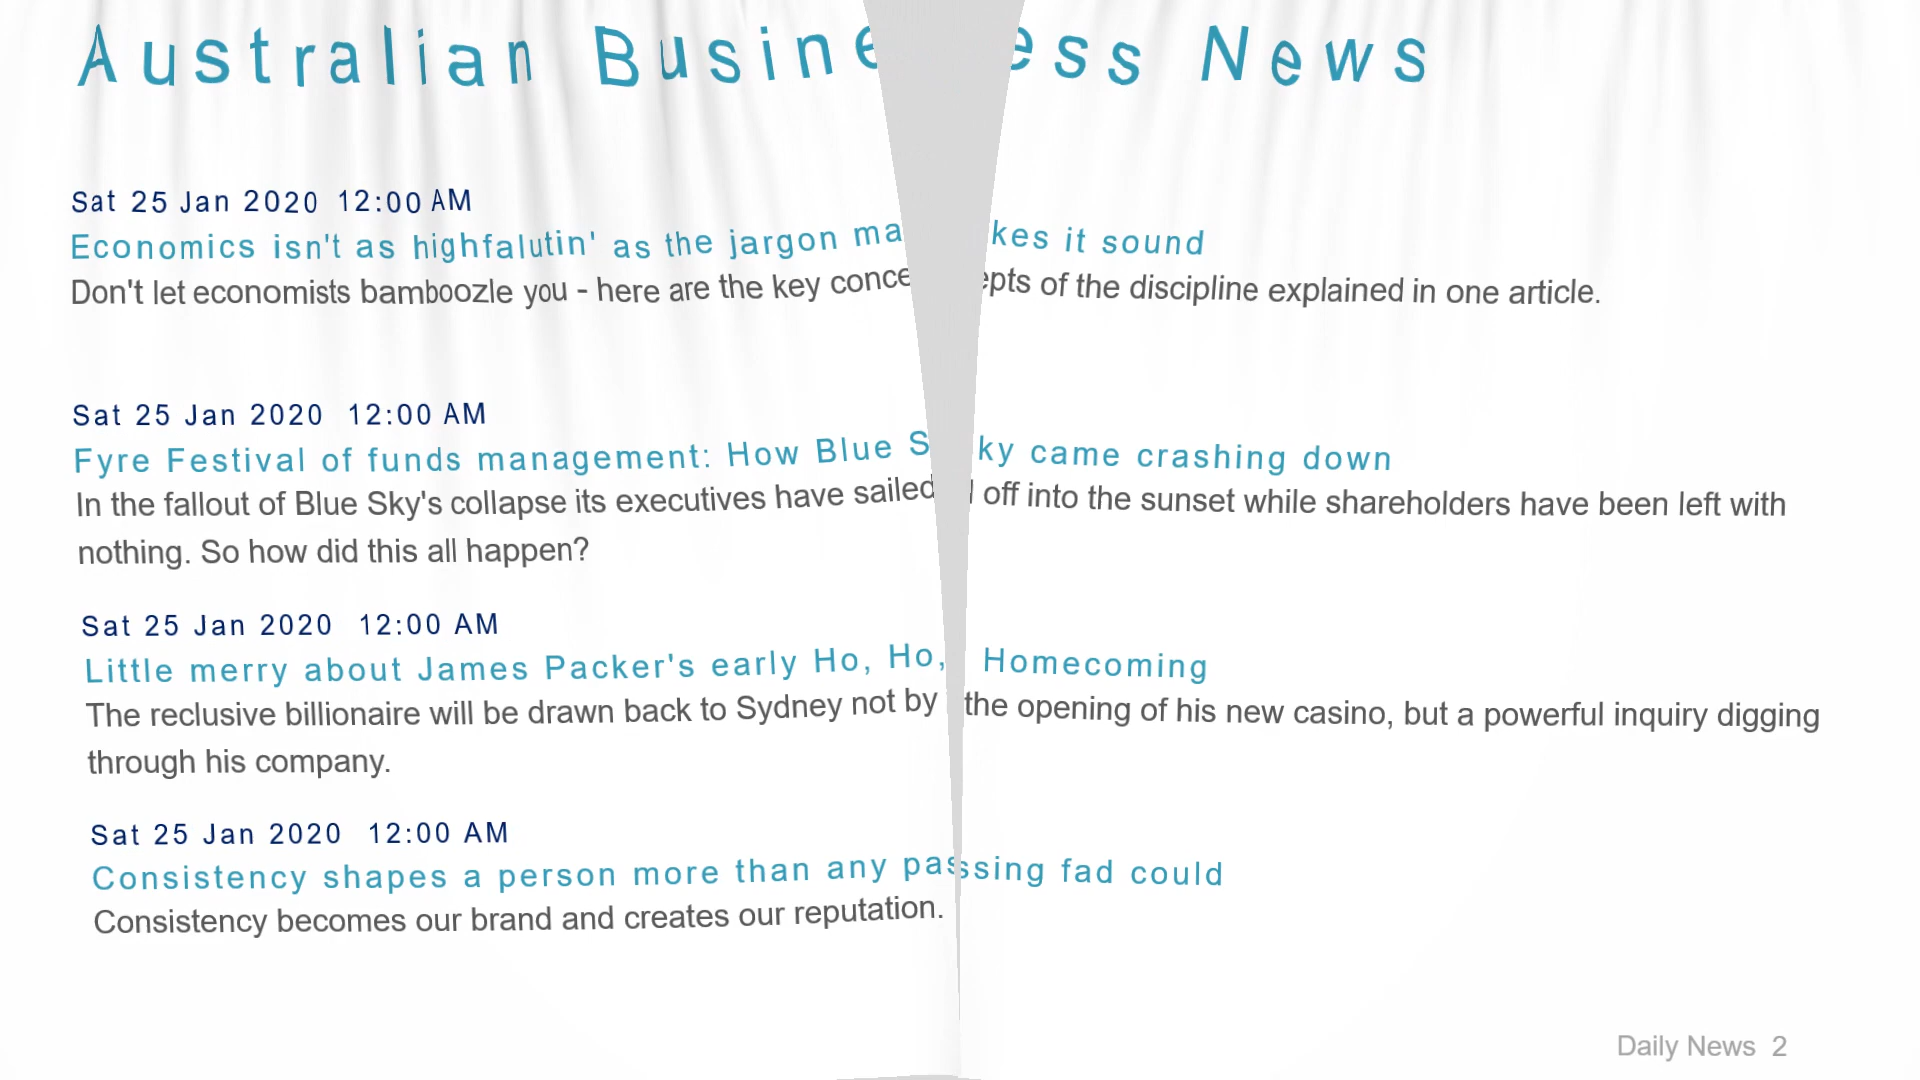 Australian Business News
Sat 25 Jan 2020 12:00 AM
Economics isn't as highfalutin' as the jargon makes it sound
Don't let economists bamboozle you - here are the key concepts of the discipline explained in one article.
Sat 25 Jan 2020 12:00 AM
Fyre Festival of funds management: How Blue Sky came crashing down
In the fallout of Blue Sky's collapse its executives have sailed off into the sunset while shareholders have been left with
nothing. So how did this all happen?
Sat 25 Jan 2020 12:00 AM
Little merry about James Packer's early Ho, Ho, Homecoming
The reclusive billionaire will be drawn back to Sydney not by the opening of his new casino, but a powerful inquiry digging
through his company.
Sat 25 Jan 2020 12:00 AM
Consistency shapes a person more than any passing fad could
Consistency becomes our brand and creates our reputation.
Daily News 2